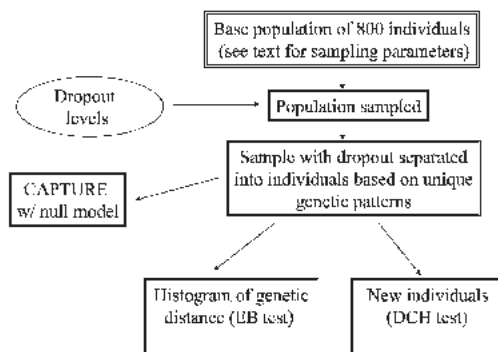 Base population of 800 individuals
(see text for sampling parameters)
Dropout
levels
Population sampled
Sample with dropout separated
into individuals based on unique
genetic patterns
CAPTURE
w/ null model
Histogram of genetic
distance (EB test)
New individuals
(DCH test)